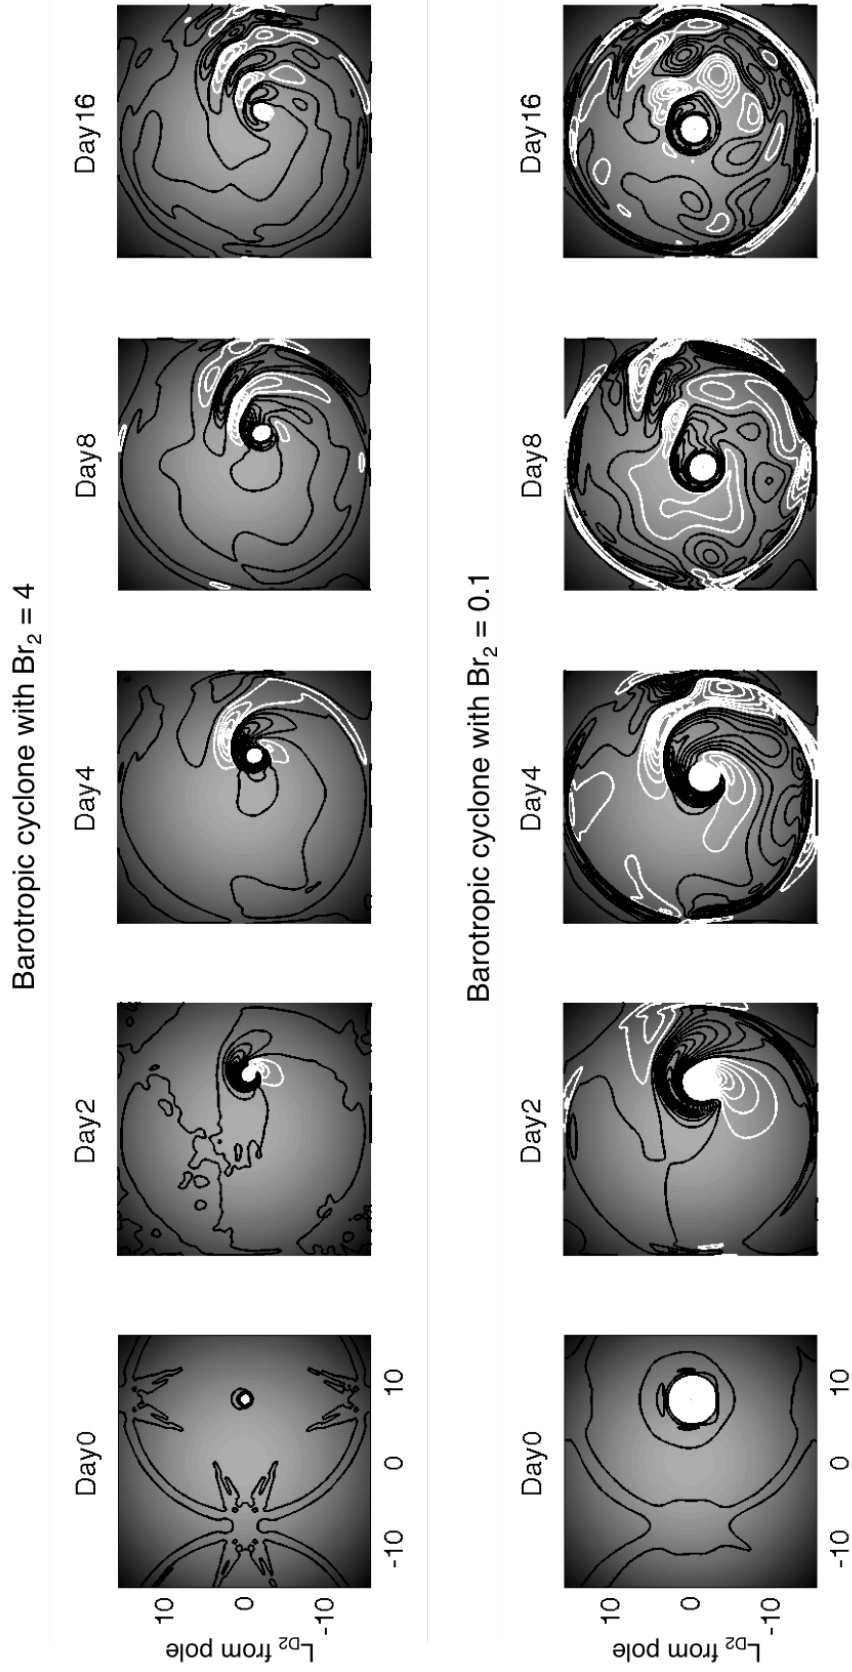 Barotropic cyclone with Br2 = 4
Day0 Day2 Day4 Day8 Day16
LD2 from pole
10
0
-10
-10 0 10
Barotropic cyclone with Br2 = 0.1
Day0 Day2 Day4 Day8 Day16
LD2 from pole
10
0
-10
-10 0 10